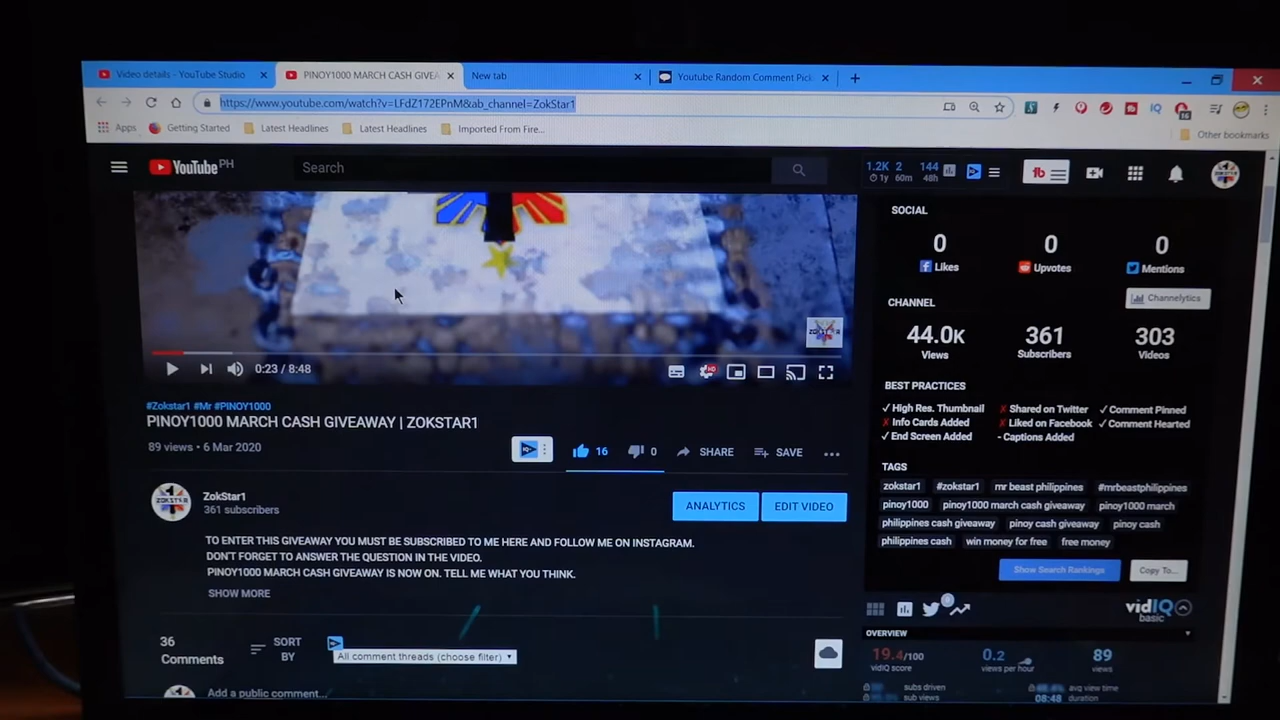 Video details - YouTube Studio
PINOY1000 MARCH CASH GIVEA
New tab
Youtube Random Comment Pick
https://www.youtube.com/watch?v=LFdZ172EPnM&ab_channel=ZokStar1
Apps
Getting Started
Latest Headlines
Latest Headlines
Imported From Fire...
Other bookmarks
YouTube PH
Search
1.2K 2 144
1y 60m 48h
SOCIAL
0 0 0
Likes Upvotes Mentions
CHANNEL
Channelytics
44.0K 361 303
Views Subscribers Videos
BEST PRACTICES
✓ High Res. Thumbnail ✗ Shared on Twitter ✓ Comment Pinned
✗ Info Cards Added ✗ Liked on Facebook ✓ Comment Hearted
✓ End Screen Added - Captions Added
TAGS
zokstar1 #zokstar1 mr beast philippines #mrbeastphilippines
pinoy1000 pinoy1000 march cash giveaway pinoy1000 march
philippines cash giveaway pinoy cash giveaway pinoy cash
philippines cash win money for free free money
Show Search Rankings Copy To...
vidIQ
basic
OVERVIEW
19.4/100 0.2 89
vidIQ score views per hour views
subs driven avg view time
sub views 08:48 duration
0:23 / 8:48
HD
#Zokstar1 #Mr #PINOY1000
PINOY1000 MARCH CASH GIVEAWAY | ZOKSTAR1
89 views • 6 Mar 2020
16 0 SHARE SAVE
ZokStar1
361 subscribers
ANALYTICS EDIT VIDEO
TO ENTER THIS GIVEAWAY YOU MUST BE SUBSCRIBED TO ME HERE AND FOLLOW ME ON INSTAGRAM.
DON'T FORGET TO ANSWER THE QUESTION IN THE VIDEO.
PINOY1000 MARCH CASH GIVEAWAY IS NOW ON. TELL ME WHAT YOU THINK.
SHOW MORE
36 Comments
SORT BY
All comment threads (choose filter)
Add a public comment...